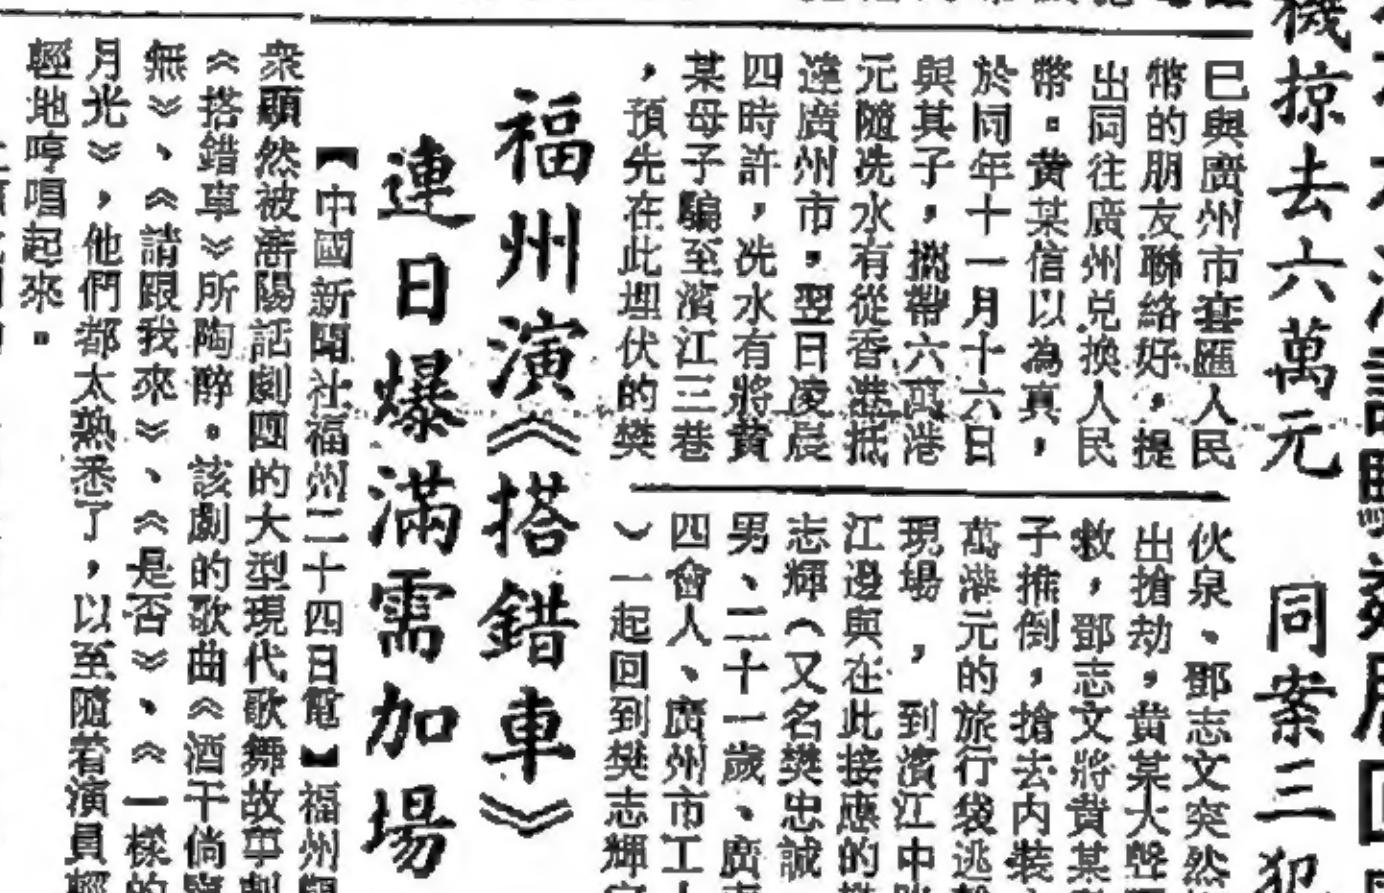 機掠去六萬元 同案三犯
已與廣州市套匯人民
幣的朋友聯絡好，提
出同往廣州兑換人民
幣。黃某信以為真，
於同年十一月十六日
與其子，攜帶六萬港
元隨冼水有從香港抵
達廣州市。翌日凌晨
四時許，冼水有將黃
某母子騙至濱江三巷
，預先在此埋伏的樊
伙泉、鄧志文突然
出搶劫，黃某大聲
救，鄧志文將黃某
子推倒，搶去内裝
萬港元的旅行袋逃
現場，到濱江中
江邊與在此接應的
志輝（又名樊忠誠
男、二十一歲、廣
四會人、廣州市工
）一起回到樊志輝
福州演《搭錯車》
連日爆滿需加場
【中國新聞社福州二十四日電】福州觀
衆顯然被瀋陽話劇團的大型現代歌舞故事劇
《搭錯車》所陶醉。該劇的歌曲《酒干倘賣
無》、《請跟我來》、《是否》、《一樣的
月光》，他們都太熟悉了，以至隨着演員輕
輕地哼唱起來。